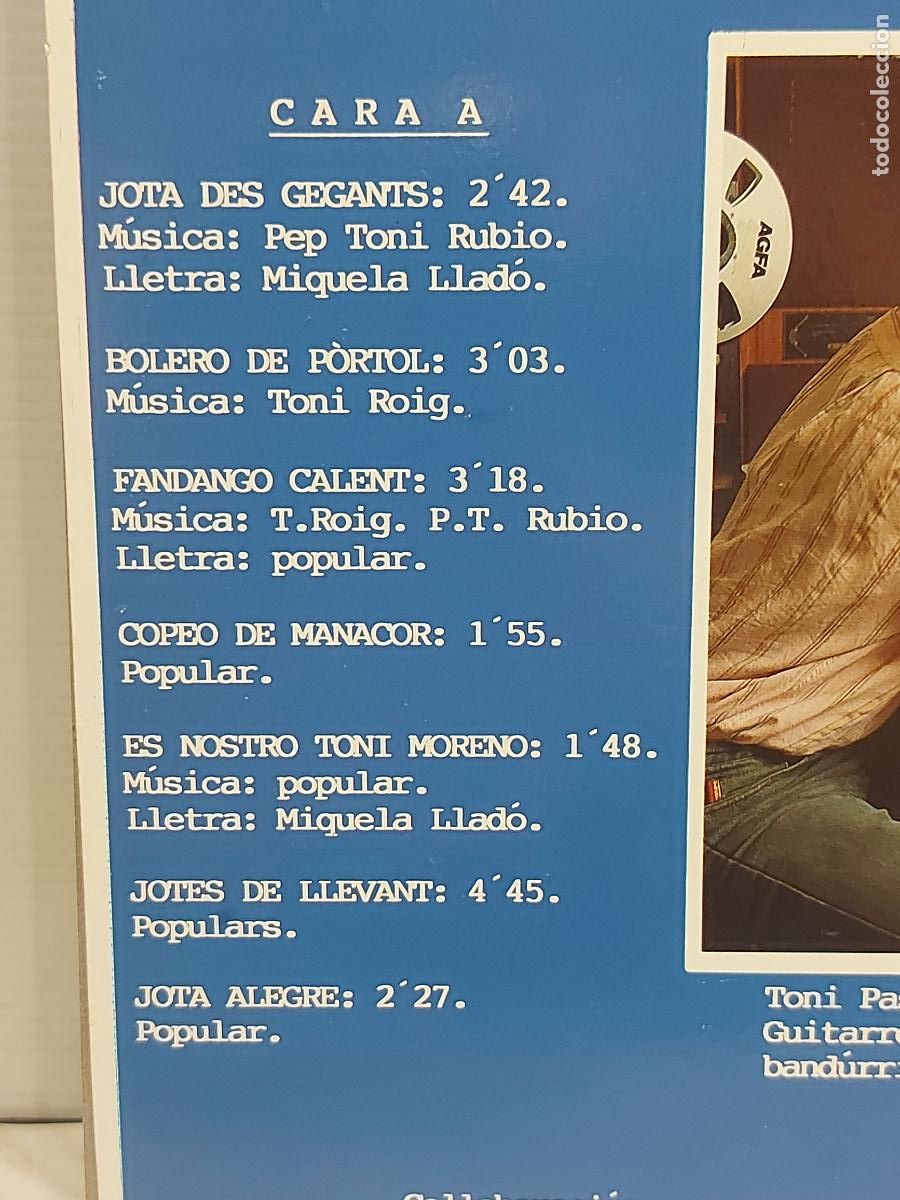 CARA A
JOTA DES GEGANTS: 2´42.
Música: Pep Toni Rubio.
Lletra: Miquela Lladó.
BOLERO DE PÒRTOL: 3´03.
Música: Toni Roig.
FANDANGO CALENT: 3´18.
Música: T.Roig. P.T. Rubio.
Lletra: popular.
COPEO DE MANACOR: 1´55.
Popular.
ES NOSTRO TONI MORENO: 1´48.
Música: popular.
Lletra: Miquela Lladó.
JOTES DE LLEVANT: 4´45.
Populars.
JOTA ALEGRE: 2´27.
Popular.
AGFA
Toni
todocoleccion